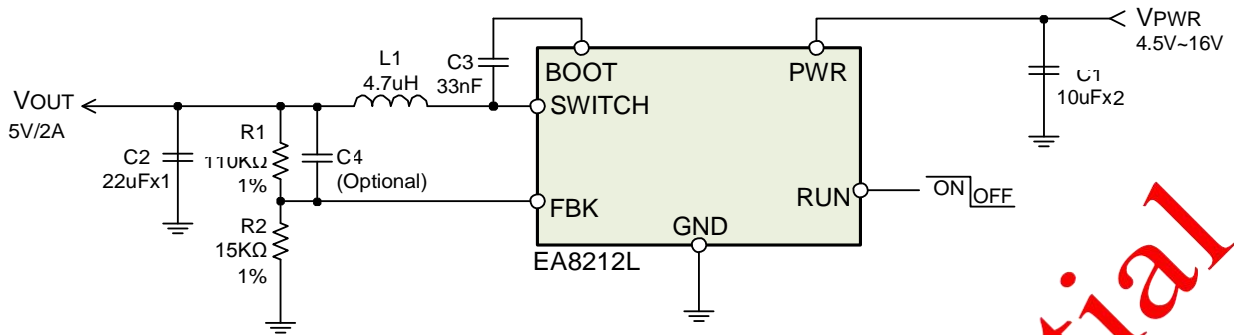 VPWR
4.5V~16V
C1
10uFx2
L1
4.7uH
C3
33nF
BOOT
PWR
SWITCH
VOUT
5V/2A
R1
110KΩ
1%
C2
22uFx1
C4
(Optional)
FBK
RUN
ON
OFF
R2
15KΩ
1%
GND
EA8212L
tial